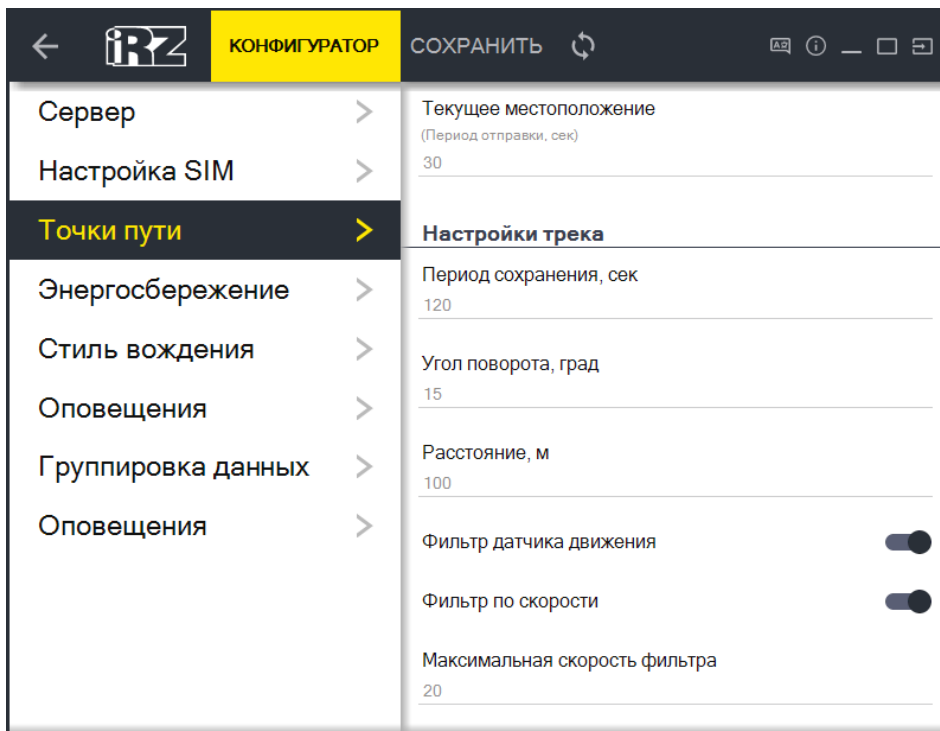 iRZ
КОНФИГУРАТОР
СОХРАНИТЬ
Сервер
Настройка SIM
Точки пути
Энергосбережение
Стиль вождения
Оповещения
Группировка данных
Оповещения
Текущее местоположение
(Период отправки, сек)
30
Настройки трека
Период сохранения, сек
120
Угол поворота, град
15
Расстояние, м
100
Фильтр датчика движения
Фильтр по скорости
Максимальная скорость фильтра
20